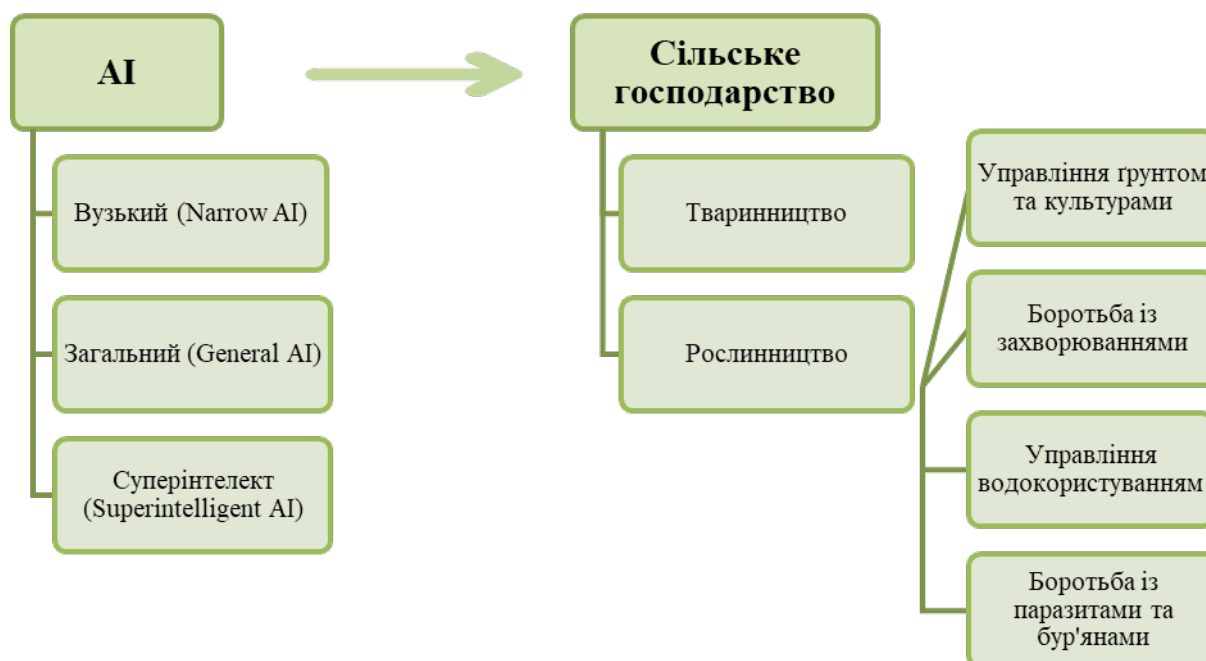 AI
Вузький (Narrow AI)
Загальний (General AI)
Суперінтелект
(Superintelligent AI)
Сільське
господарство
Тваринництво
Рослинництво
Управління ґрунтом
та культурами
Боротьба із
захворюваннями
Управління
водокористуванням
Боротьба із
паразитами та
бур'янами